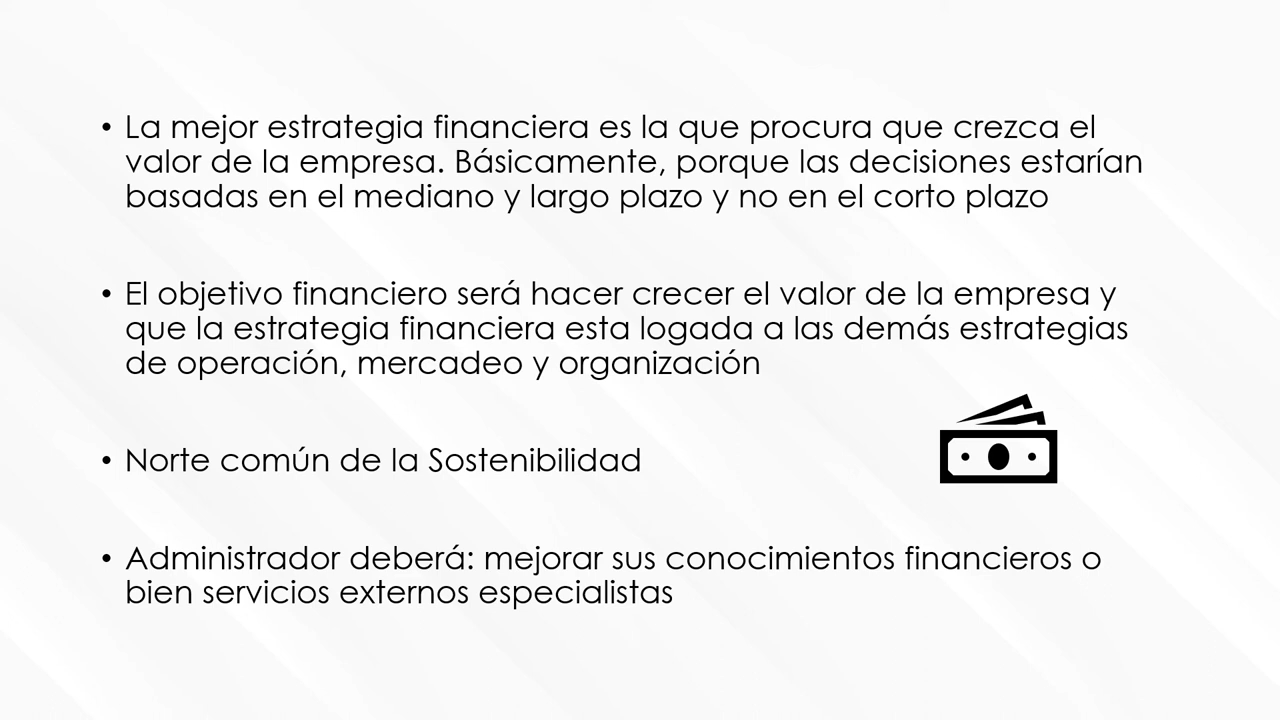 • La mejor estrategia financiera es la que procura que crezca el
valor de la empresa. Básicamente, porque las decisiones estarían
basadas en el mediano y largo plazo y no en el corto plazo
• El objetivo financiero será hacer crecer el valor de la empresa y
que la estrategia financiera esta logada a las demás estrategias
de operación, mercadeo y organización
• Norte común de la Sostenibilidad
• Administrador deberá: mejorar sus conocimientos financieros o
bien servicios externos especialistas